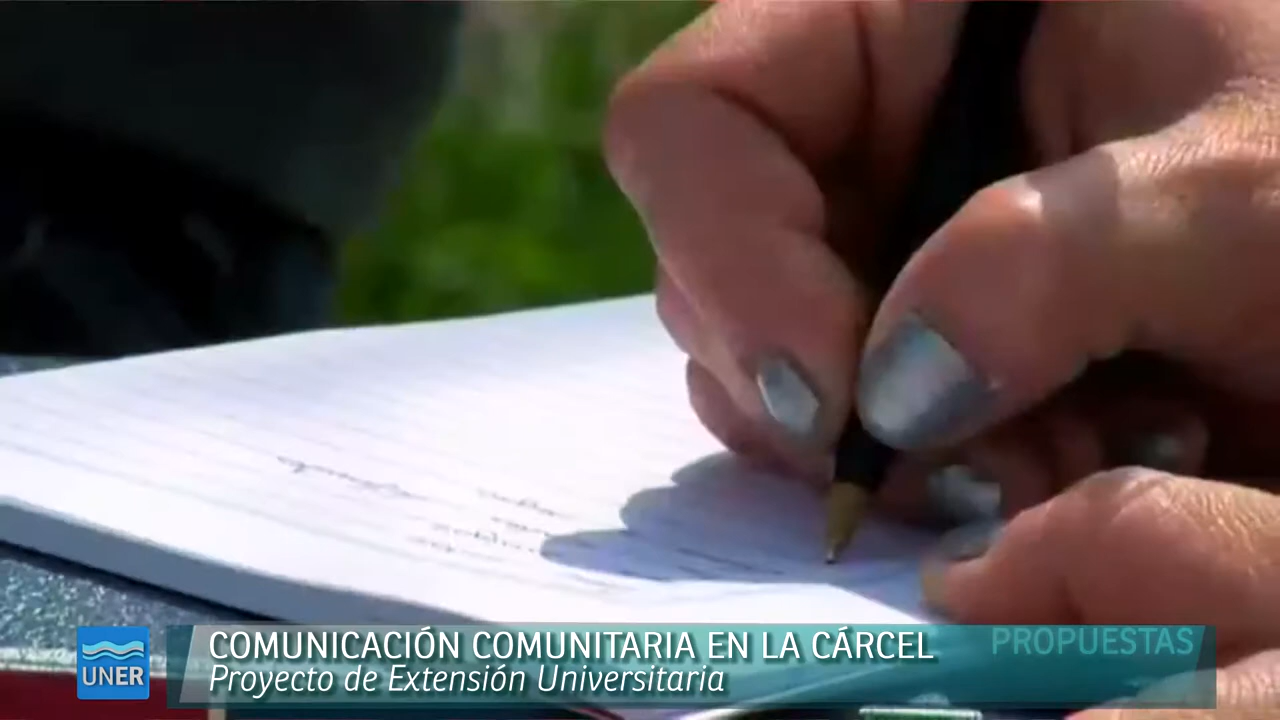 COMUNICACIÓN COMUNITARIA EN LA CÁRCEL
PROPUESTAS
Proyecto de Extensión Universitaria
UNER